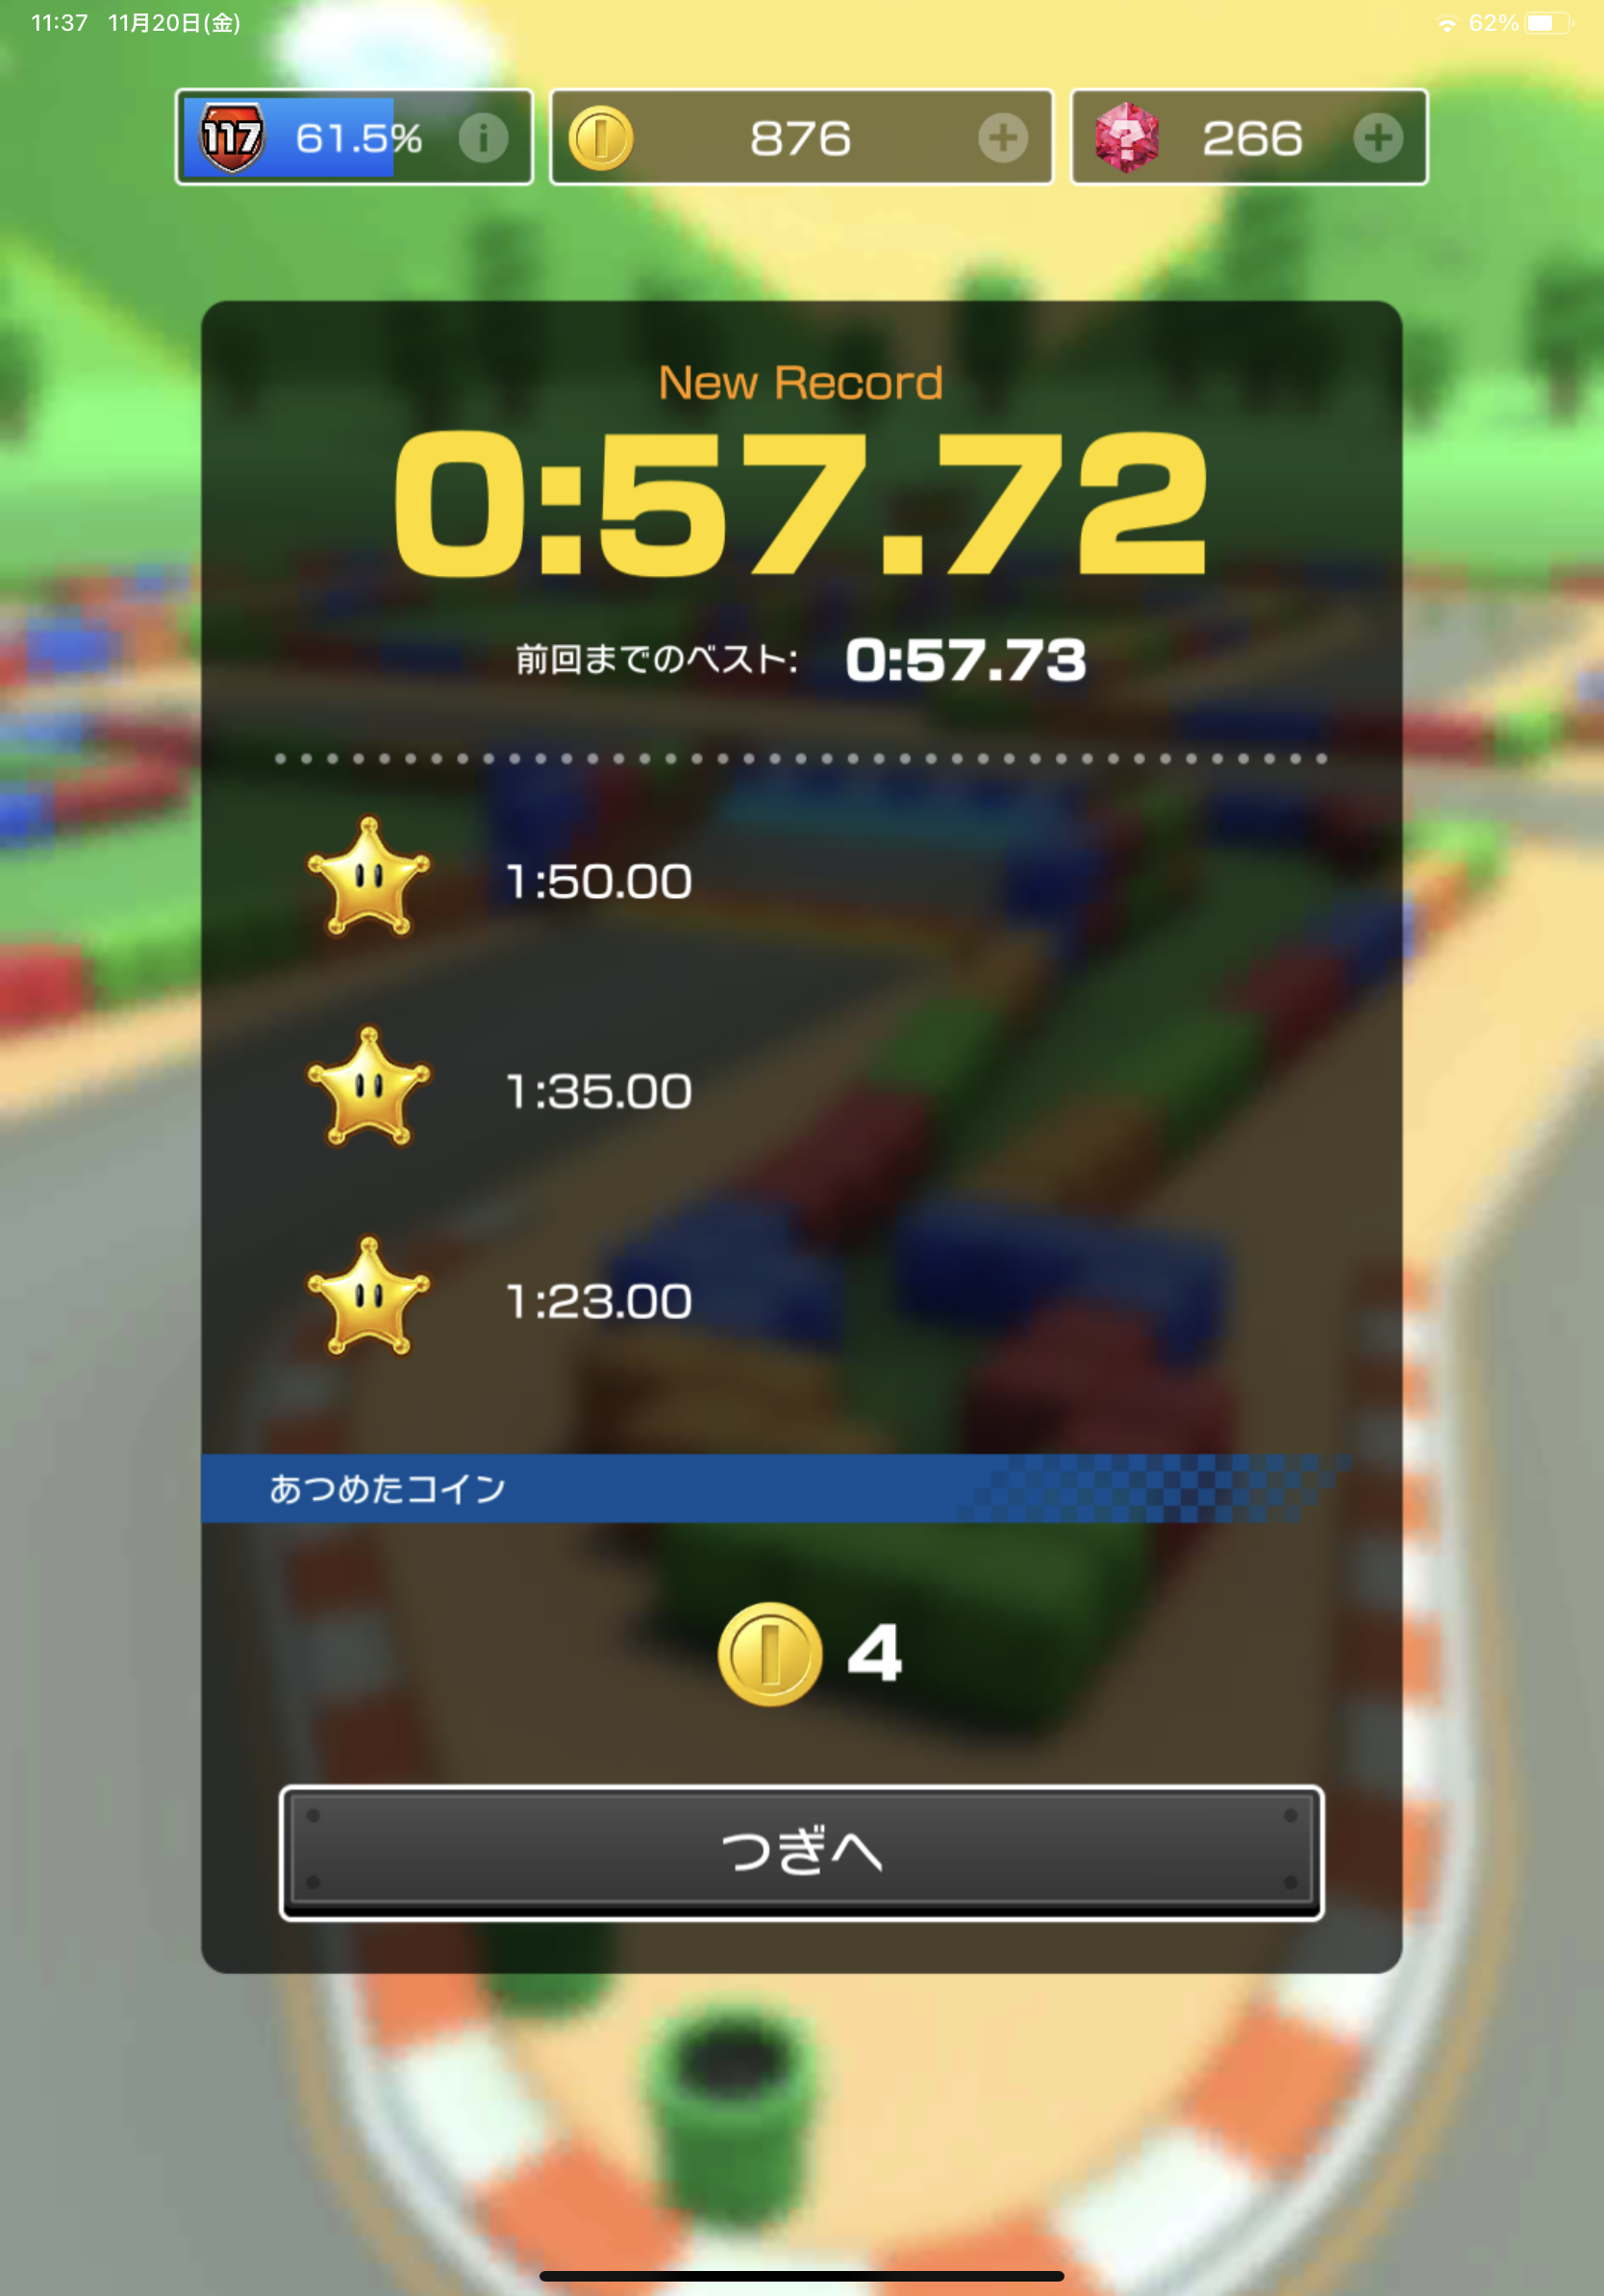 11:37 11月20日(金) 62%
117 61.5% i 876 + 266 +
New Record
0:57.72
前回までのベスト: 0:57.73
1:50.00
1:35.00
1:23.00
あつめたコイン
4
つぎへ